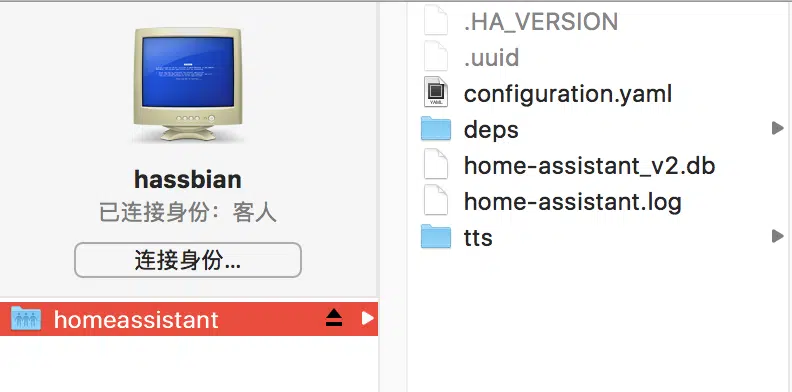 hassbian
已连接身份：客人
连接身份...
homeassistant
.HA_VERSION
.uuid
configuration.yaml
deps
home-assistant_v2.db
home-assistant.log
tts